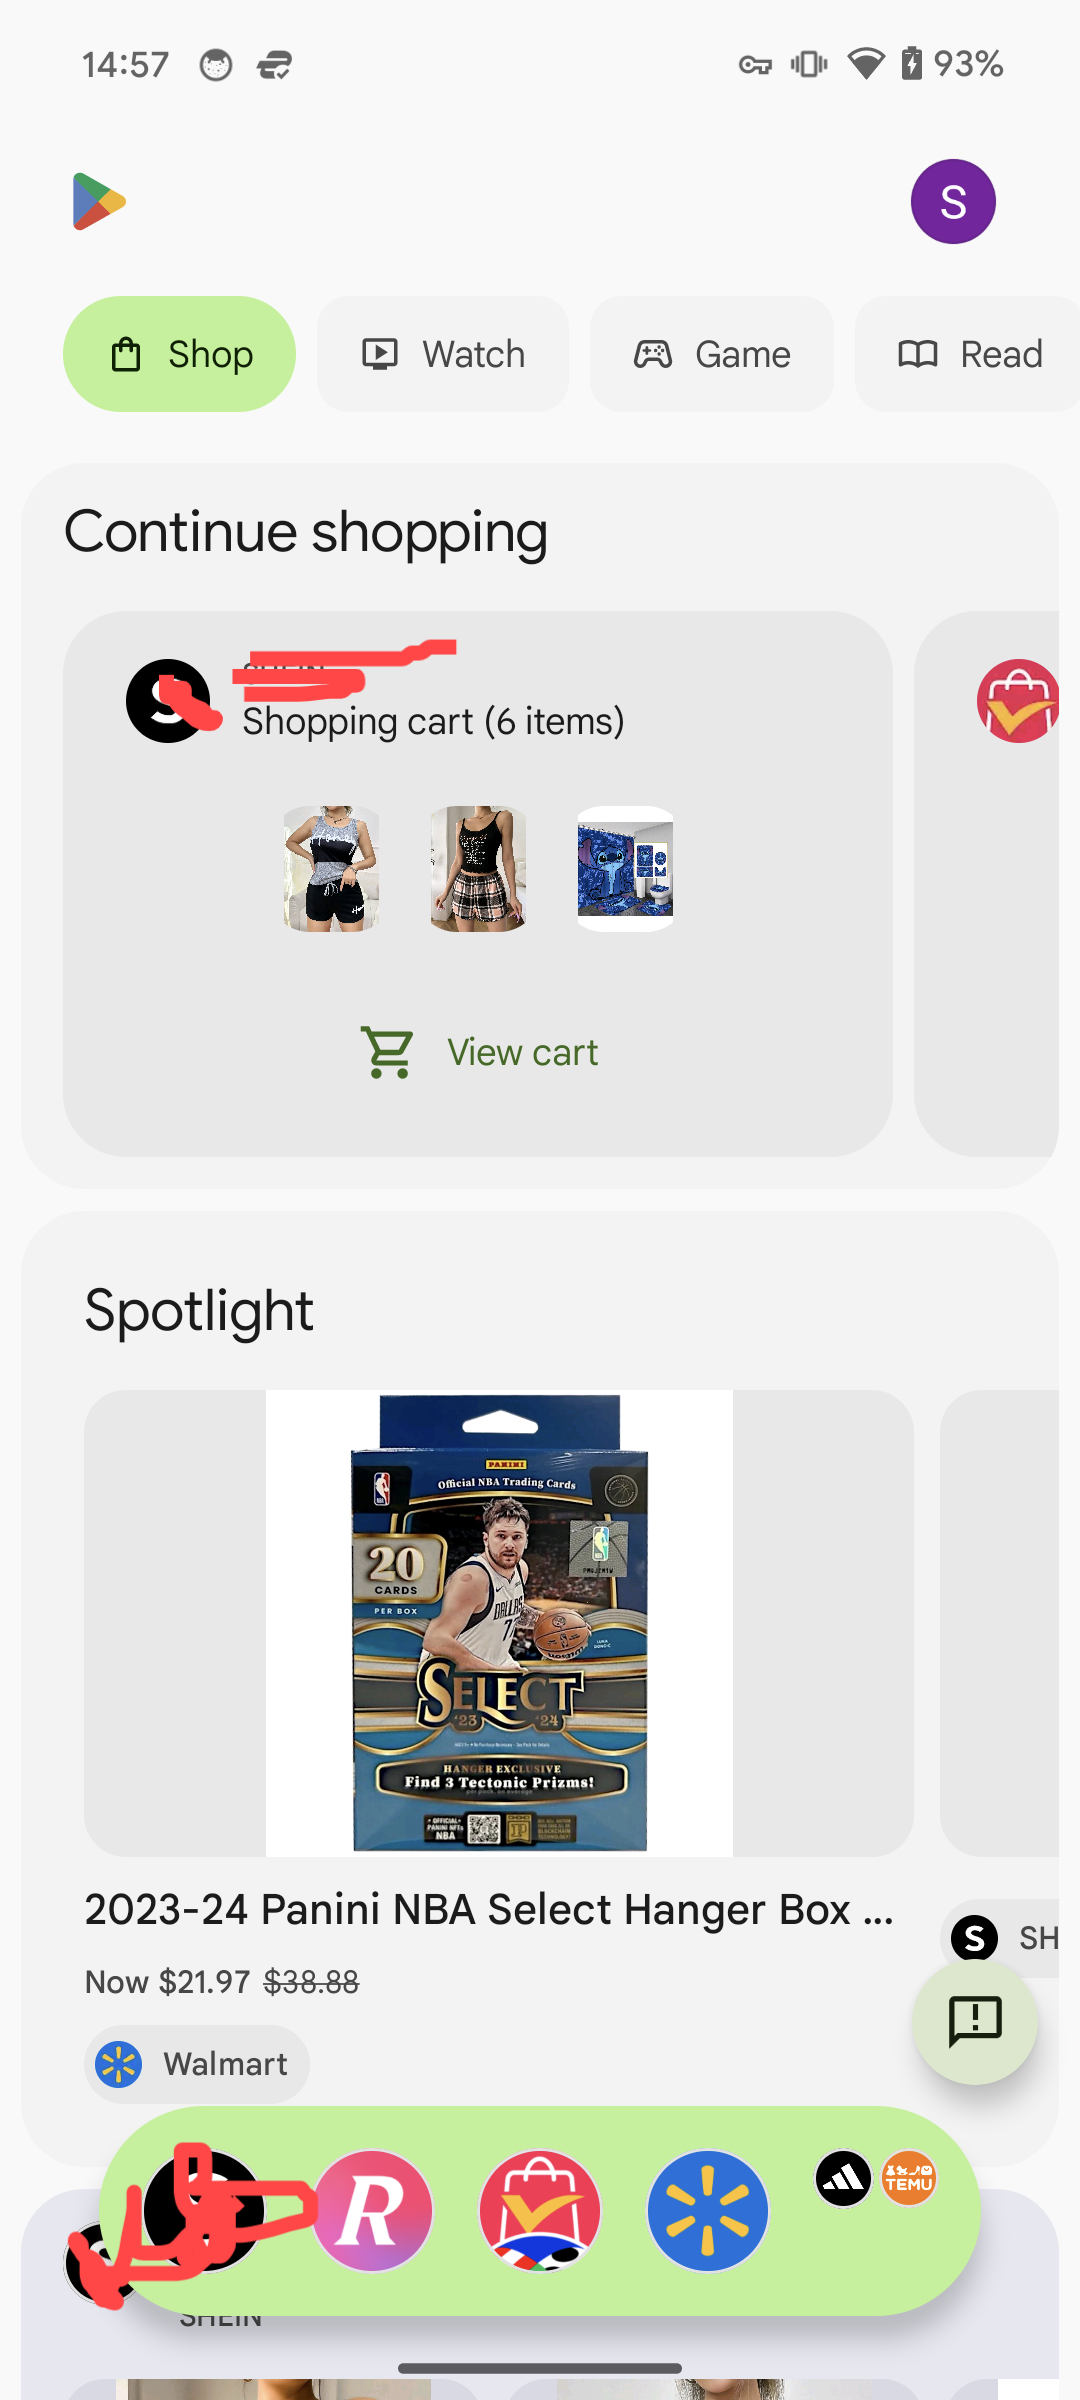 14:57
93%
S
Shop
Watch
Game
Read
Continue shopping
Shopping cart (6 items)
View cart
Spotlight
PANINI
Official NBA Trading Cards
20
CARDS
PER BOX
DALLAS
SELECT
'23 '24
HANGER EXCLUSIVE
Find 3 Tectonic Prizms!
2023-24 Panini NBA Select Hanger Box ...
Now $21.97 $38.88
S SH
Walmart
R
TEMU
SHEIN